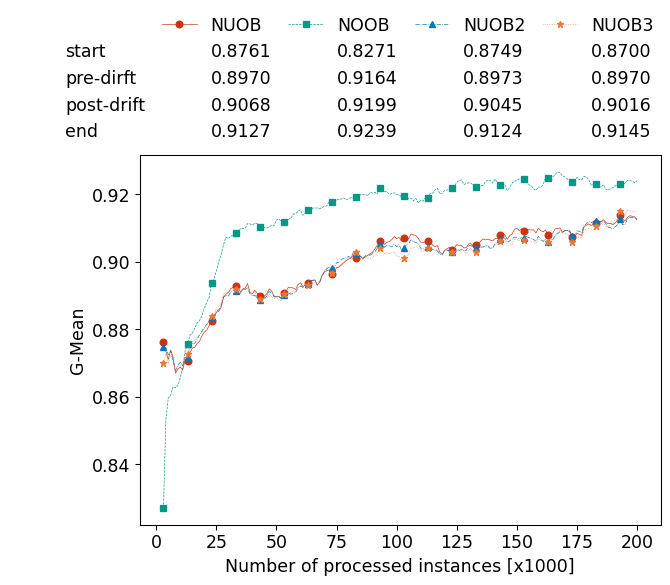 NUOB NOOB NUOB2 NUOB3
start 0.8761 0.8271 0.8749 0.8700
pre-dirft 0.8970 0.9164 0.8973 0.8970
post-drift 0.9068 0.9199 0.9045 0.9016
end 0.9127 0.9239 0.9124 0.9145
0.92
0.90
0.88
0.86
0.84
G-Mean
0 25 50 75 100 125 150 175 200
Number of processed instances [x1000]